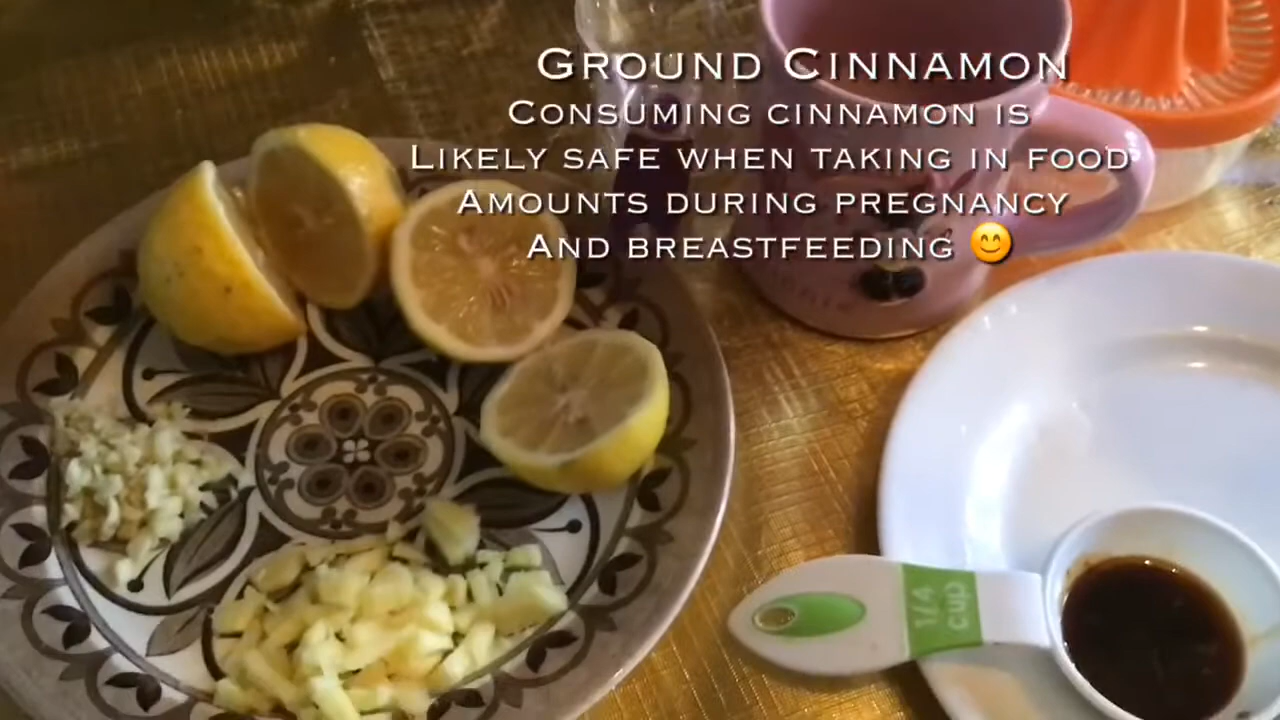 Ground Cinnamon
Consuming cinnamon is
Likely safe when taking in food
Amounts during pregnancy
And breastfeeding 😊
1/4
cup